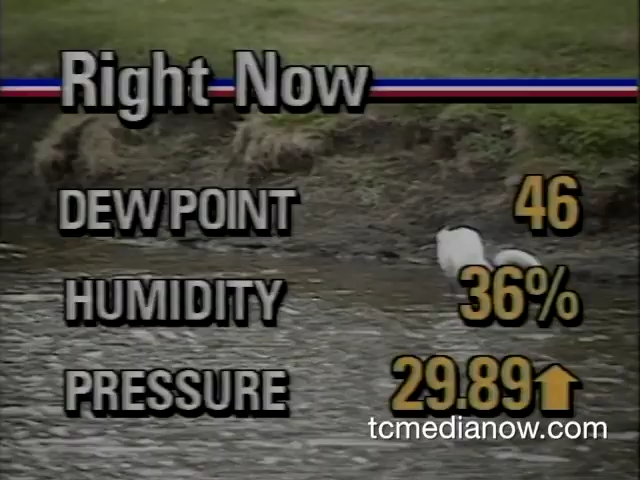 Right Now
DEW POINT 46
HUMIDITY 36%
PRESSURE 29.89↑
tcmedianow.com